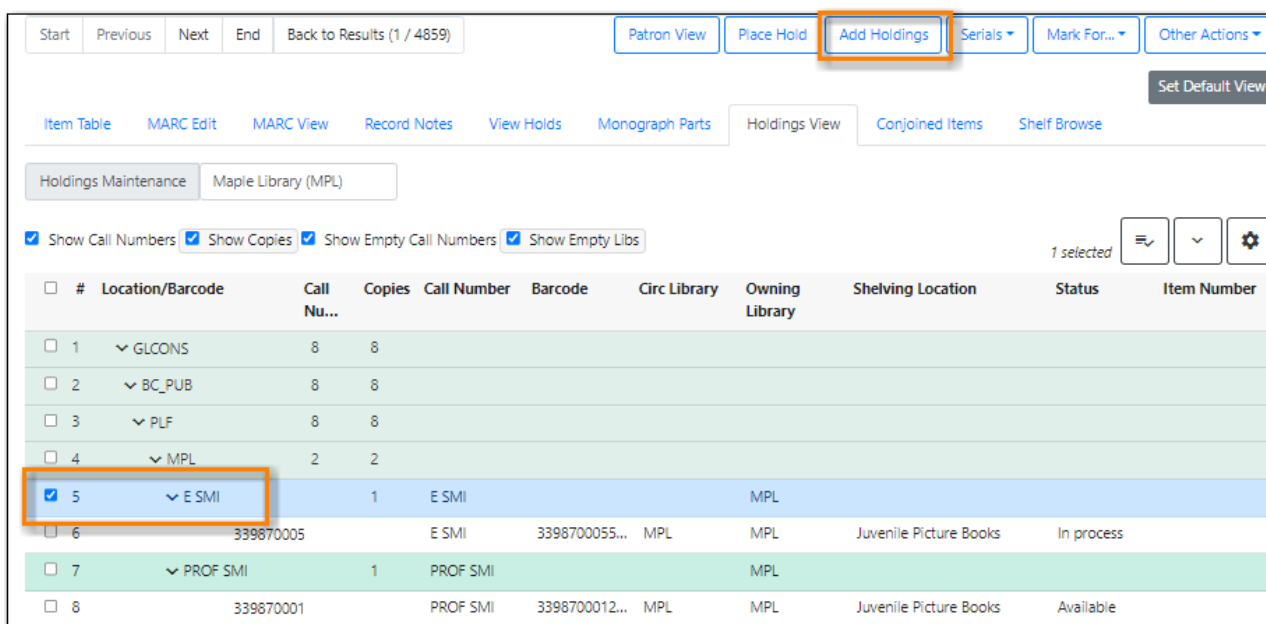 Start Previous Next End Back to Results (1 / 4859) Patron View Place Hold Add Holdings Serials Mark For... Other Actions
Set Default View
Item Table MARC Edit MARC View Record Notes View Holds Monograph Parts Holdings View Conjoined Items Shelf Browse
Holdings Maintenance Maple Library (MPL)
Show Call Numbers Show Copies Show Empty Call Numbers Show Empty Libs
1 selected
# Location/Barcode Call Nu... Copies Call Number Barcode Circ Library Owning Library Shelving Location Status Item Number
1 GLCONS 8 8
2 BC_PUB 8 8
3 PLF 8 8
4 MPL 2 2
5 E SMI 1 E SMI MPL
6 339870005 E SMI 3398700055... MPL MPL Juvenile Picture Books In process
7 PROF SMI 1 PROF SMI MPL
8 339870001 PROF SMI 3398700012... MPL MPL Juvenile Picture Books Available